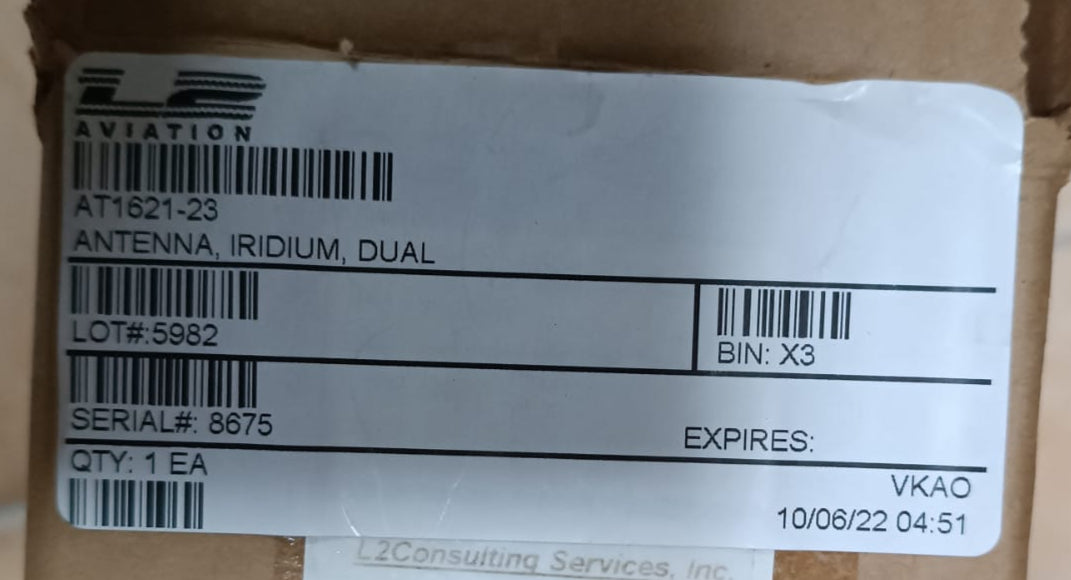 L2
AVIATION
AT1621-23
ANTENNA, IRIDIUM, DUAL
LOT#:5982
BIN: X3
SERIAL#: 8675
EXPIRES:
QTY: 1 EA
VKAO
10/06/22 04:51
L2Consulting Services, Inc.